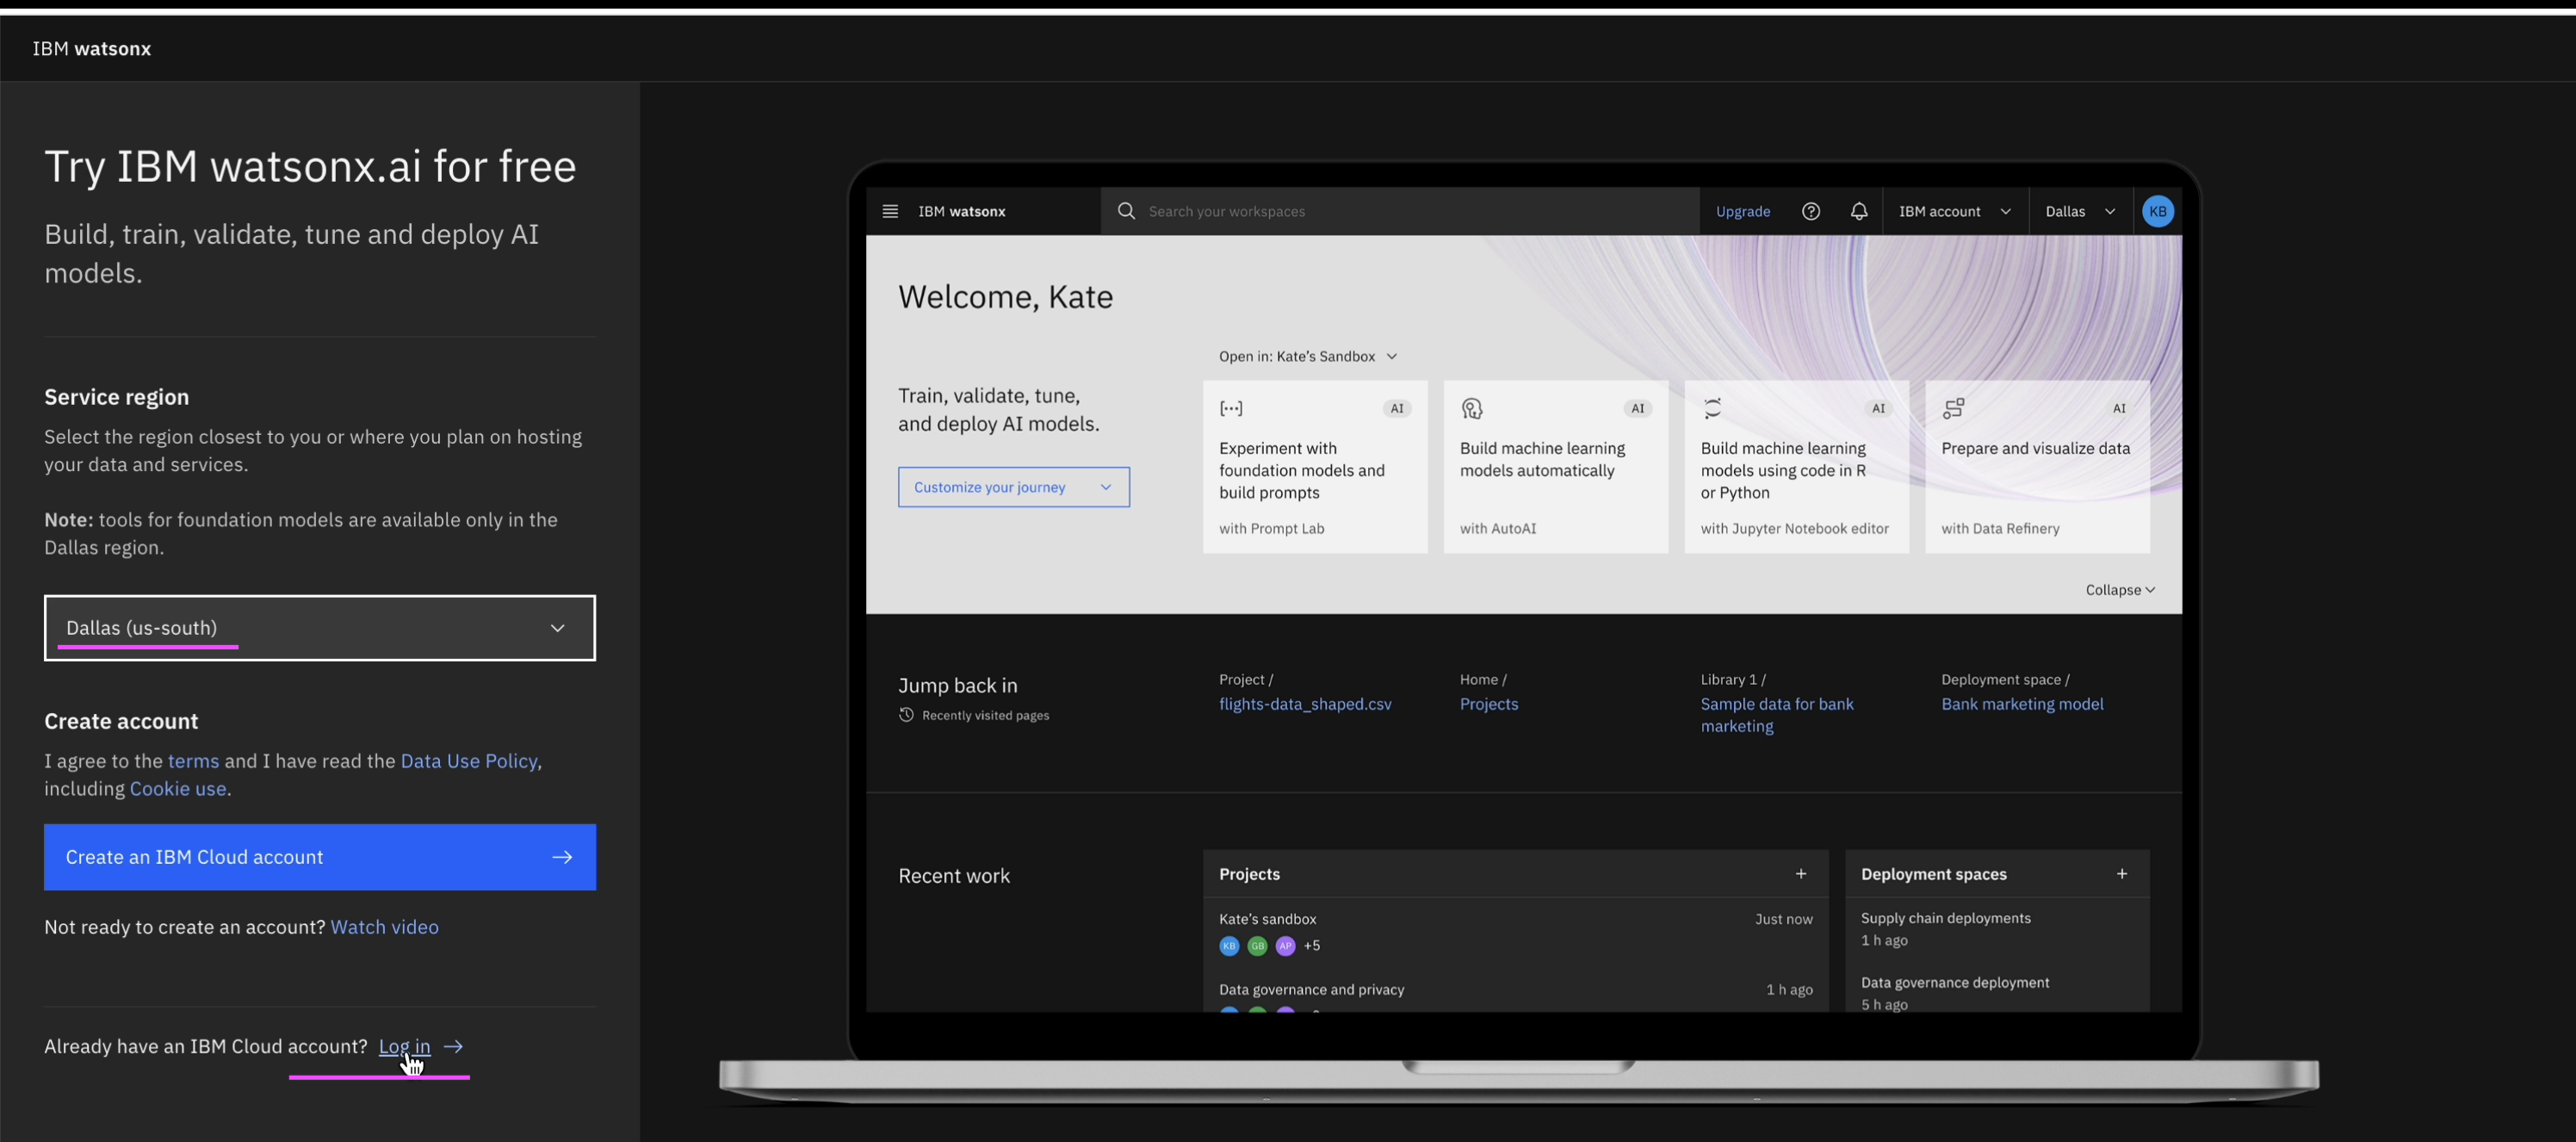 IBM watsonx
Try IBM watsonx.ai for free
Build, train, validate, tune and deploy AI
models.
Service region
Select the region closest to you or where you plan on hosting
your data and services.
Note: tools for foundation models are available only in the
Dallas region.
Dallas (us-south)
Create account
I agree to the terms and I have read the Data Use Policy,
including Cookie use.
Create an IBM Cloud account
Not ready to create an account? Watch video
Already have an IBM Cloud account? Log in
IBM watsonx
Search your workspaces
Upgrade
IBM account
Dallas
KB
Welcome, Kate
Open in: Kate's Sandbox
Train, validate, tune,
and deploy AI models.
Customize your journey
AI
Experiment with
foundation models and
build prompts
with Prompt Lab
AI
Build machine learning
models automatically
with AutoAI
AI
Build machine learning
models using code in R
or Python
with Jupyter Notebook editor
AI
Prepare and visualize data
with Data Refinery
Collapse
Jump back in
Recently visited pages
Project /
flights-data_shaped.csv
Home /
Projects
Library 1 /
Sample data for bank
marketing
Deployment space /
Bank marketing model
Recent work
Projects
+
Kate's sandbox
Just now
KB GB AP +5
Data governance and privacy
1 h ago
Deployment spaces
+
Supply chain deployments
1 h ago
Data governance deployment
5 h ago